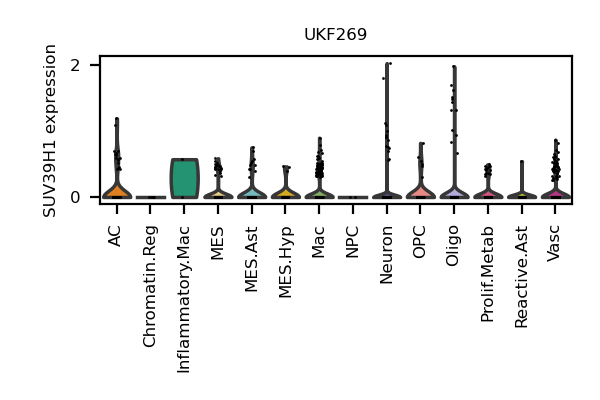 UKF269
SUV39H1 expression
2
0
AC
Chromatin.Reg
Inflammatory.Mac
MES
MES.Ast
MES.Hyp
Mac
NPC
Neuron
OPC
Oligo
Prolif.Metab
Reactive.Ast
Vasc